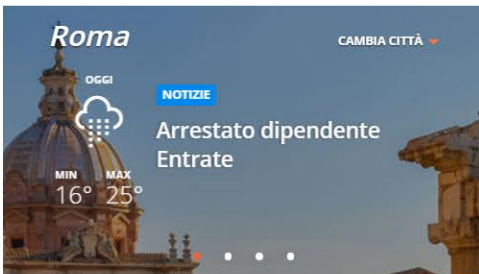 Roma
CAMBIA CITTÀ
OGGI
NOTIZIE
Arrestato dipendente
Entrate
MIN MAX
16° 25°